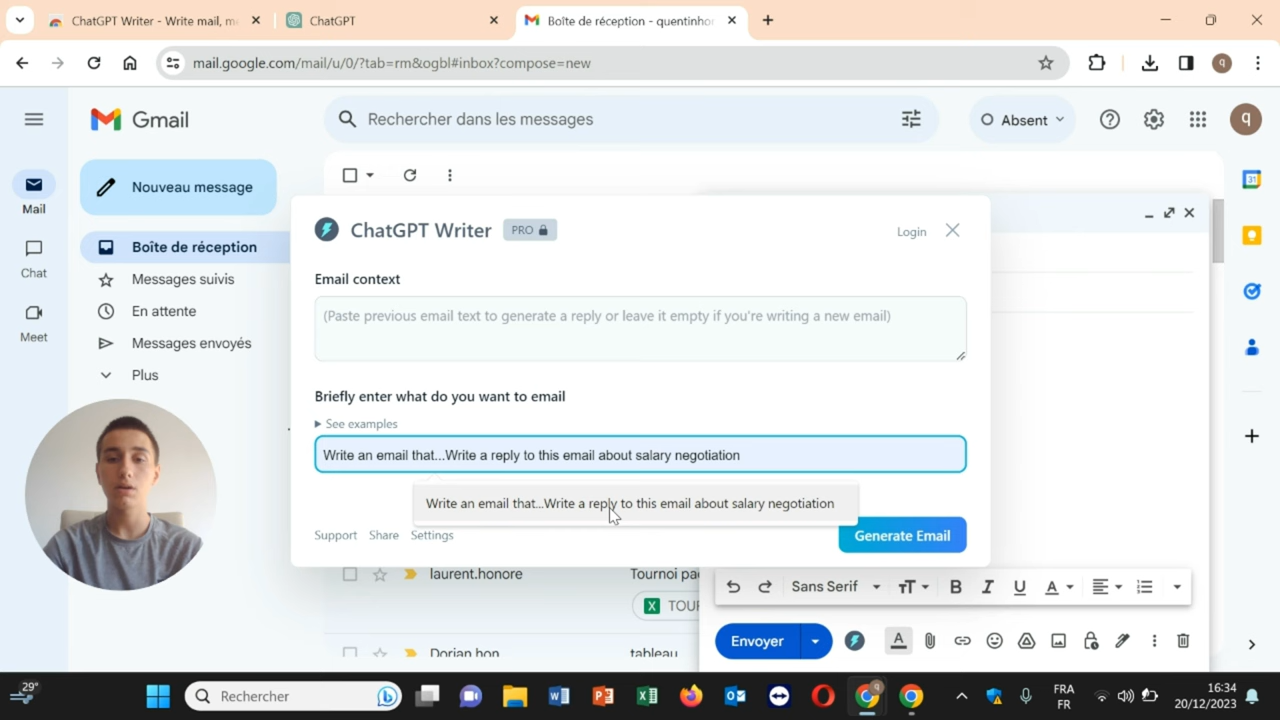 ChatGPT Writer - Write mail, m
ChatGPT
Boîte de réception - quentinhor
mail.google.com/mail/u/0/?tab=rm&ogbl#inbox?compose=new
q
Gmail
Rechercher dans les messages
Absent
q
Nouveau message
31
Mail
Boîte de réception
ChatGPT Writer
PRO
Login
Chat
Messages suivis
Email context
En attente
(Paste previous email text to generate a reply or leave it empty if you're writing a new email)
Meet
Messages envoyés
Plus
Briefly enter what do you want to email
See examples
Write an email that...Write a reply to this email about salary negotiation
Write an email that...Write a reply to this email about salary negotiation
Support
Share
Settings
Generate Email
laurent.honore
Tournoi pa
Sans Serif
TOU
Envoyer
Dorian hon
tableau
29°
Rechercher
FRA
FR
16:34
20/12/2023